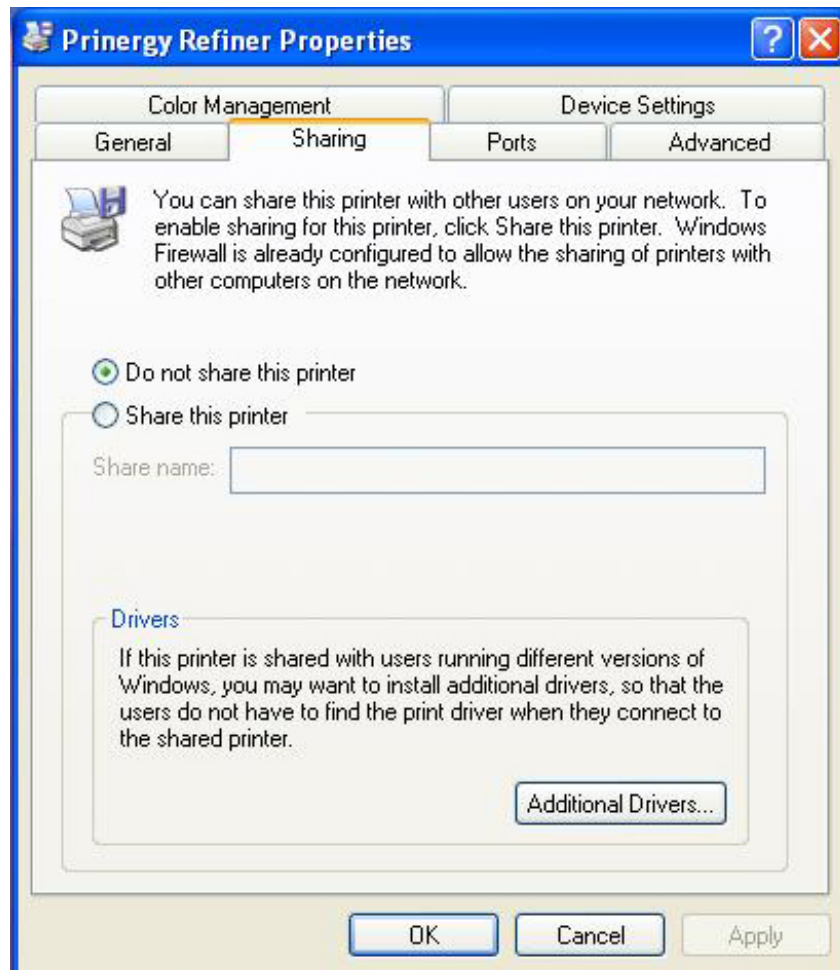 Prinergy Refiner Properties
Color Management
Device Settings
General
Sharing
Ports
Advanced
You can share this printer with other users on your network. To
enable sharing for this printer, click Share this printer. Windows
Firewall is already configured to allow the sharing of printers with
other computers on the network.
Do not share this printer
Share this printer
Share name:
Drivers
If this printer is shared with users running different versions of
Windows, you may want to install additional drivers, so that the
users do not have to find the print driver when they connect to
the shared printer.
Additional Drivers...
OK
Cancel
Apply